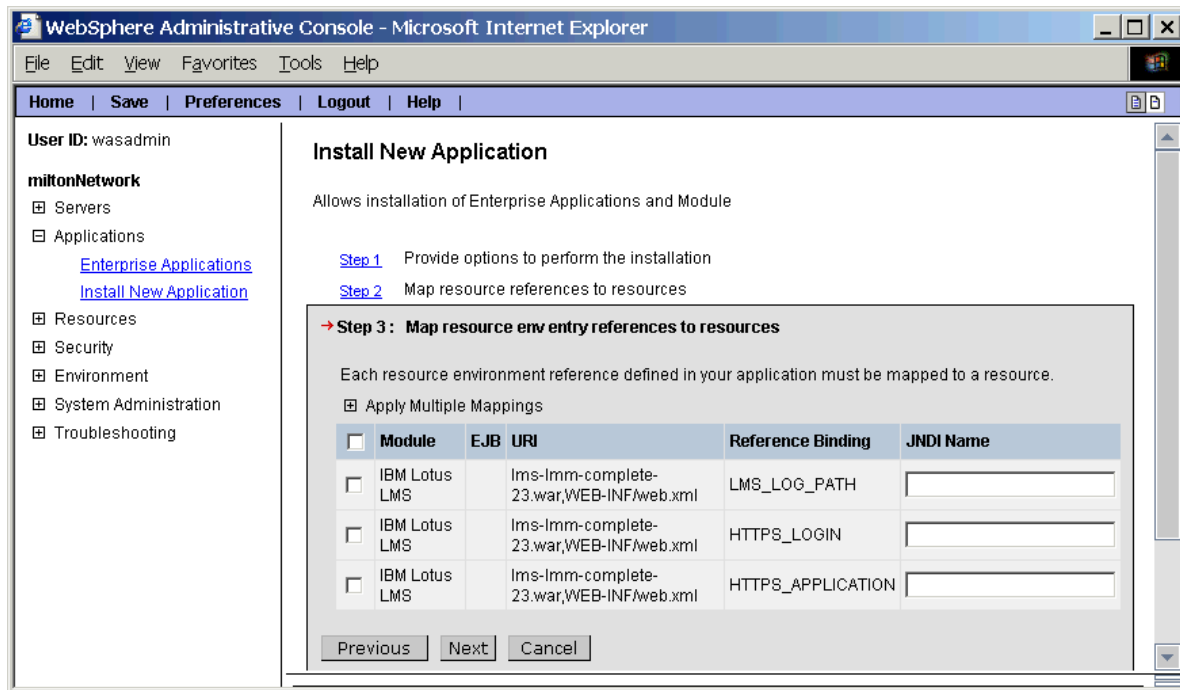 WebSphere Administrative Console - Microsoft Internet Explorer
File Edit View Favorites Tools Help
Home | Save | Preferences | Logout | Help |
User ID: wasadmin
miltonNetwork
Servers
Applications
Enterprise Applications
Install New Application
Resources
Security
Environment
System Administration
Troubleshooting
Install New Application
Allows installation of Enterprise Applications and Module
Step 1 Provide options to perform the installation
Step 2 Map resource references to resources
Step 3 : Map resource env entry references to resources
Each resource environment reference defined in your application must be mapped to a resource.
Apply Multiple Mappings
Module EJB URI Reference Binding JNDI Name
IBM Lotus LMS lms-lmm-complete-23.war,WEB-INF/web.xml LMS_LOG_PATH
IBM Lotus LMS lms-lmm-complete-23.war,WEB-INF/web.xml HTTPS_LOGIN
IBM Lotus LMS lms-lmm-complete-23.war,WEB-INF/web.xml HTTPS_APPLICATION
Previous Next Cancel